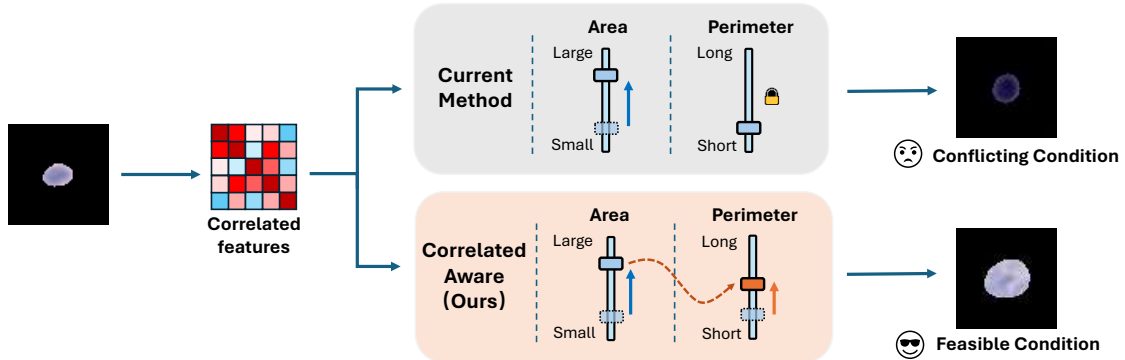 Correlated
features
Current
Method
Area
Large
Small
Perimeter
Long
Short
Conflicting Condition
Correlated
Aware
(Ours)
Area
Large
Small
Perimeter
Long
Short
Feasible Condition